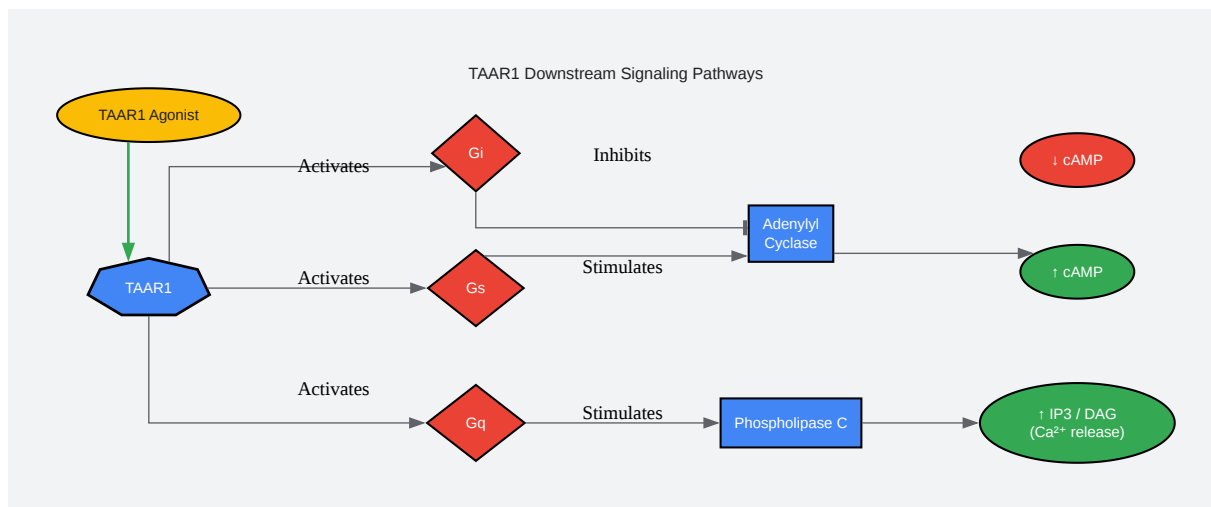 TAAR1 Downstream Signaling Pathways
TAAR1 Agonist
Activates
Gi
Inhibits
↓ cAMP
Adenylyl
Cyclase
Activates
Stimulates
TAAR1
Gs
↑ cAMP
Activates
Gq
Stimulates
Phospholipase C
↑ IP3 / DAG
(Ca²⁺ release)